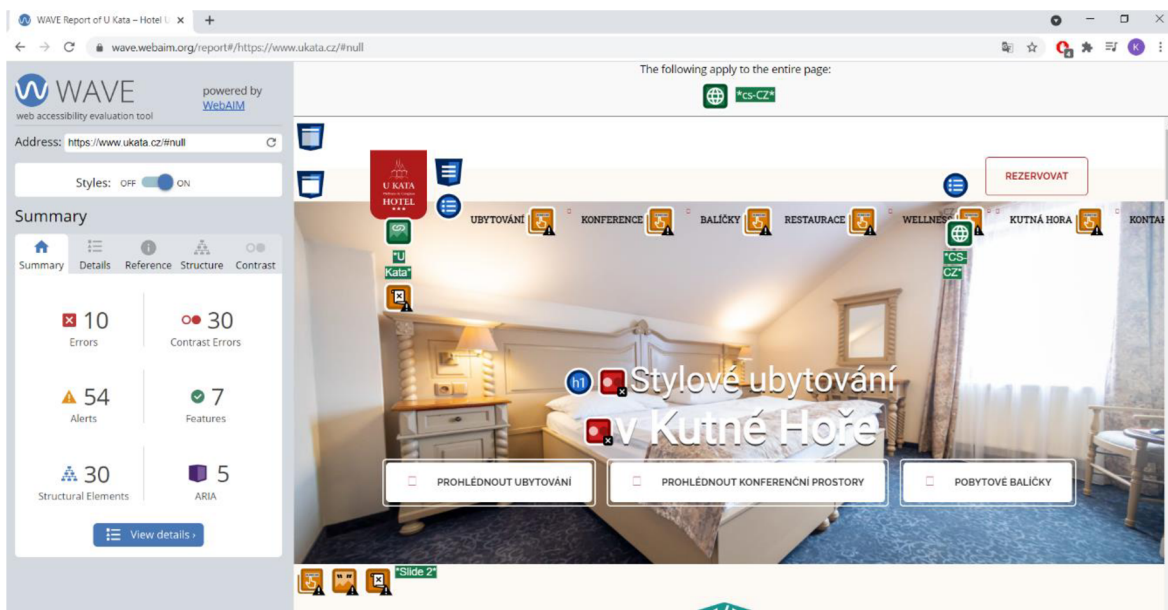 WAVE Report of U Kata – Hotel U
wave.webaim.org/report#/https://www.ukata.cz/#null
K
WAVE
powered by
WebAIM
web accessibility evaluation tool
Address: https://www.ukata.cz/#null
Styles: OFF ON
Summary
Summary Details Reference Structure Contrast
10
Errors
30
Contrast Errors
54
Alerts
7
Features
30
Structural Elements
5
ARIA
View details ›
The following apply to the entire page:
*cs-CZ*
U KATA
HOTEL
REZERVOVAT
UBYTOVÁNÍ KONFERENCE BALÍČKY RESTAURACE WELLNESS KUTNÁ HORA KONTAK
*U
Kata*
*CS-
CZ*
h1 Stylové ubytování
v Kutné Hoře
PROHLÉDNOUT UBYTOVÁNÍ PROHLÉDNOUT KONFERENČNÍ PROSTORY POBYTOVÉ BALÍČKY
*Slide 2*